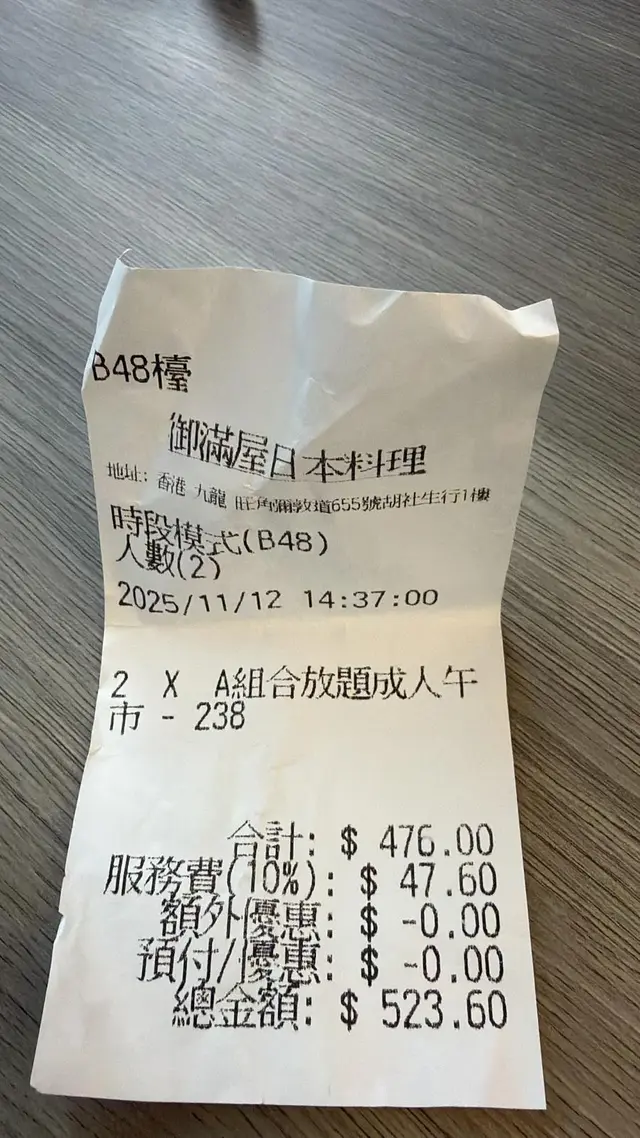 B48檯
御滿屋日本料理
地址: 香港 九龍 旺角彌敦道655號胡社生行1樓
時段模式(B48)
人數(2)
2025/11/12 14:37:00
2 X A組合放題成人午
市 - 238
合計: $ 476.00
服務費(10%): $ 47.60
額外優惠: $ -0.00
預付/優惠: $ -0.00
總金額: $ 523.60